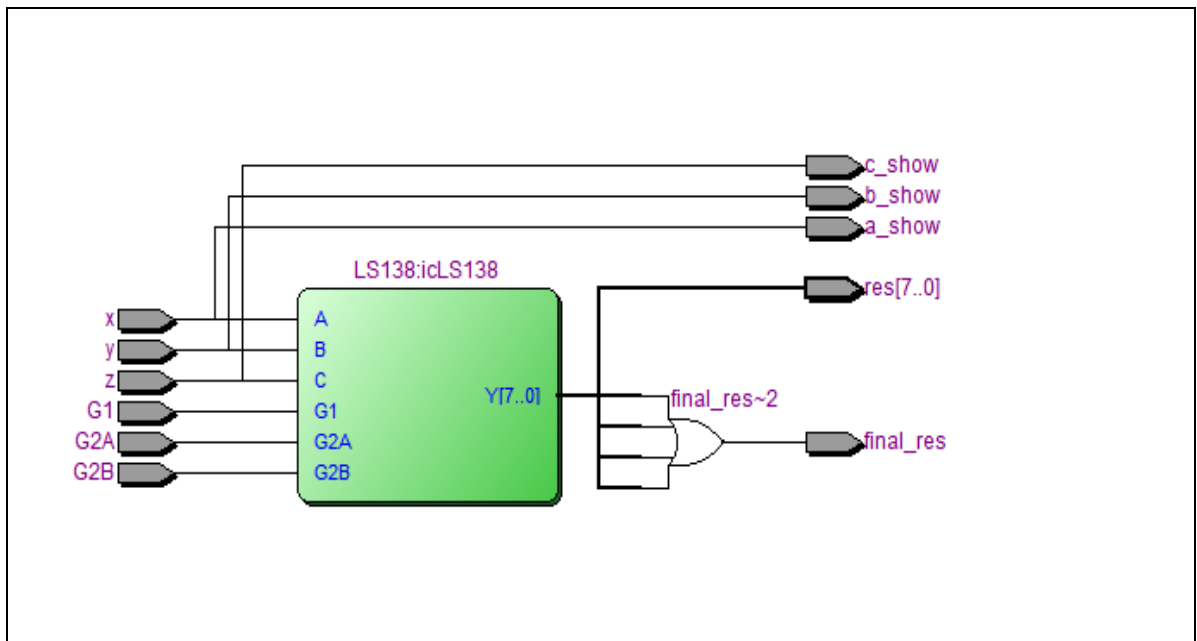 c_show
b_show
a_show
LS138:icLS138
res[7..0]
x
A
y
B
z
C
Y[7..0]
final_res~2
G1
G1
G2A
G2A
final_res
G2B
G2B